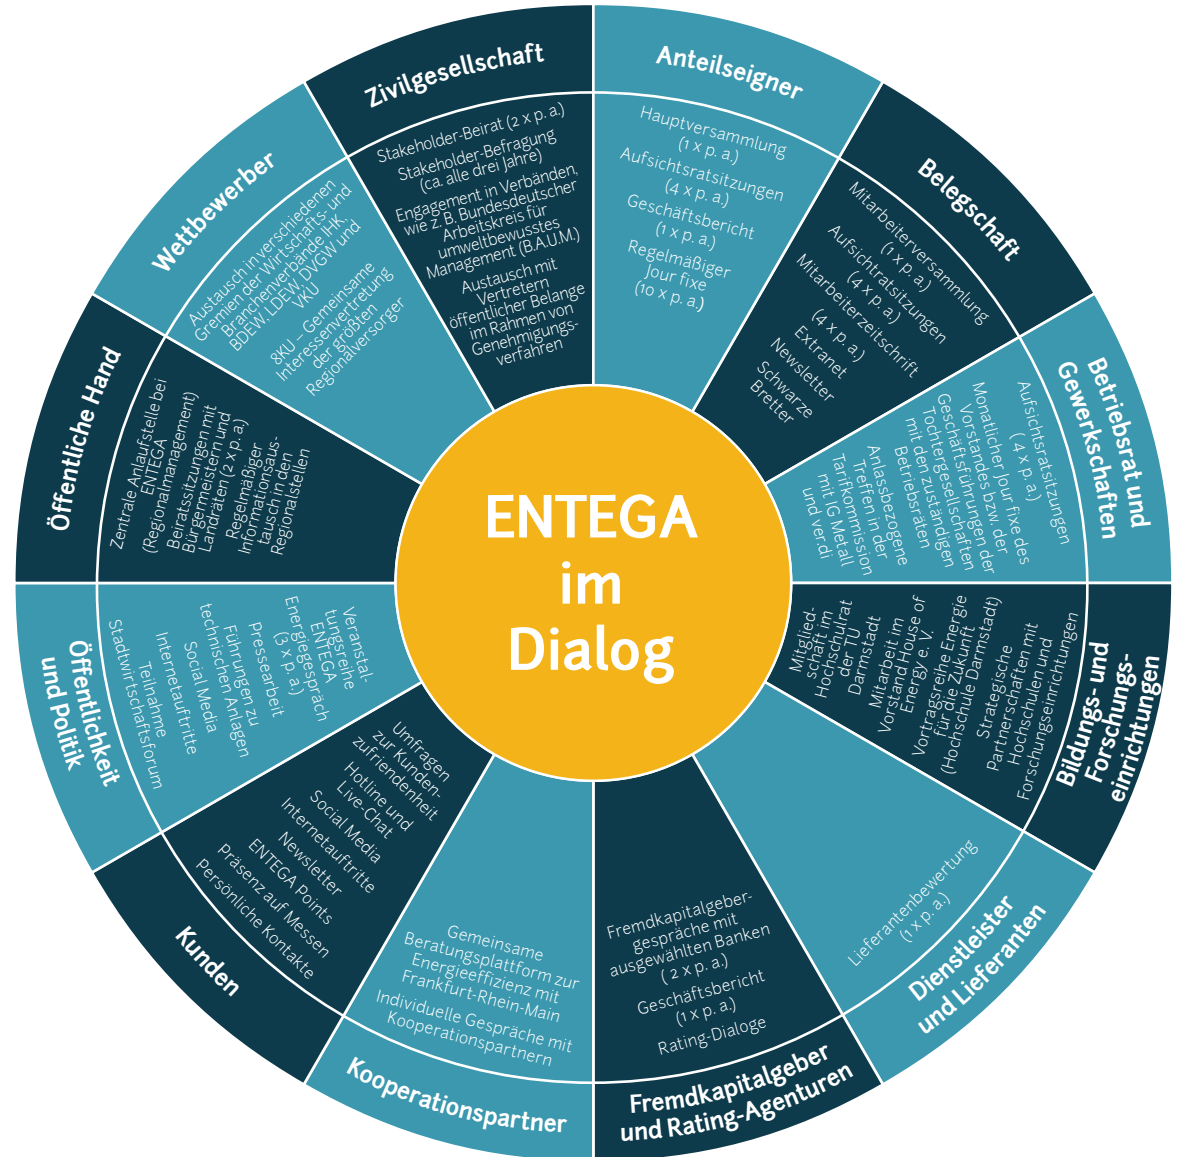 ENTEGA
im
Dialog
Anteilseigner
Hauptversammlung
(1 x p. a.)
Aufsichtsratsitzungen
(4 x p. a.)
Geschäftsbericht
(1 x p. a.)
Regelmäßiger
Jour fixe
(10 x p. a.)
Belegschaft
Mitarbeiterversammlung
(1 x p. a.)
Aufsichtratsitzungen
(4 x p. a.)
Mitarbeiterzeitschrift
(4 x p. a.)
Extranet
Newsletter
Schwarze
Bretter
Betriebsrat und
Gewerkschaften
Aufsichtsratsitzungen
(4 x p. a.)
Monatlicher Jour fixe des
Vorstandes bzw. der
Geschäftsführungen der
Tochtergesellschaften
mit den zuständigen
Betriebsräten
Anlassbezogene
Treffen in der
Tarifkommission
mit IG Metall
und ver.di
Bildungs- und
Forschungs-
einrichtungen
Mitglied-
schaft im
Hochschulrat
der TU
Darmstadt
Mitarbeit im
Vorstand House of
Energy e. V.
Vortragsreihe Energie
für die Zukunft
(Hochschule Darmstadt)
Strategische
Partnerschaften mit
Hochschulen und
Forschungseinrichtungen
Dienstleister
und Lieferanten
Lieferantenbewertung
(1 x p. a.)
Fremdkapitalgeber
und Rating-Agenturen
Fremdkapitalgeber-
gespräche mit
ausgewählten Banken
( 2 x p. a.)
Geschäftsbericht
(1 x p. a.)
Rating-Dialoge
Kooperationspartner
Gemeinsame
Beratungsplattform zur
Energieeffizienz mit
Frankfurt-Rhein-Main
Individuelle Gespräche mit
Kooperationspartnern
Kunden
Umfragen
zur Kunden-
zufriendenheit
Hotline und
Live-Chat
Social Media
Internetauftritte
Newsletter
ENTEGA Points
Präsenz auf Messen
Persönliche Kontakte
Öffentlichkeit
und Politik
Veranstal-
tungsreihe
ENTEGA
Energiegespräch
(3 x p. a.)
Pressearbeit
Führungen zu
technischen Anlagen
Social Media
Internetauftritte
Teilnahme
Stadtwirtschaftsforum
Öffentliche Hand
Zentrale Anlaufstelle bei
ENTEGA
(Regionalmanagement)
Beiratssitzungen mit
Bürgermeistern und
Landräten (2 x p. a.)
Regelmäßiger
Informationsaus-
tausch in den
Regionalstellen
Wettbewerber
Austausch in verschiedenen
Gremien der Wirtschafts- und
Branchenverbände IHK,
BDEW, LDEW, DVGW und
VKU
8KU – Gemeinsame
Interessenvertretung
der größten
Regionalversorger
Zivilgesellschaft
Stakeholder-Beirat (2 x p. a.)
Stakeholder-Befragung
(ca. alle drei Jahre)
Engagement in Verbänden,
wie z. B. Bundesdeutscher
Arbeitskreis für
umweltbewusstes
Management (B.A.U.M.)
Austausch mit
Vertretern
öffentlicher Belange
im Rahmen von
Genehmigungs-
verfahren